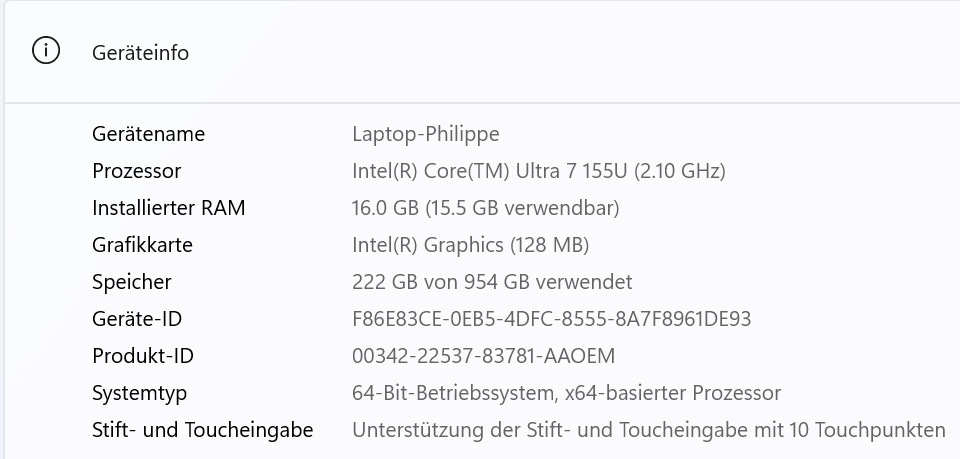 Geräteinfo
Gerätename Laptop-Philippe
Prozessor Intel(R) Core(TM) Ultra 7 155U (2.10 GHz)
Installierter RAM 16.0 GB (15.5 GB verwendbar)
Grafikkarte Intel(R) Graphics (128 MB)
Speicher 222 GB von 954 GB verwendet
Geräte-ID F86E83CE-0EB5-4DFC-8555-8A7F8961DE93
Produkt-ID 00342-22537-83781-AAOEM
Systemtyp 64-Bit-Betriebssystem, x64-basierter Prozessor
Stift- und Toucheingabe Unterstützung der Stift- und Toucheingabe mit 10 Touchpunkten